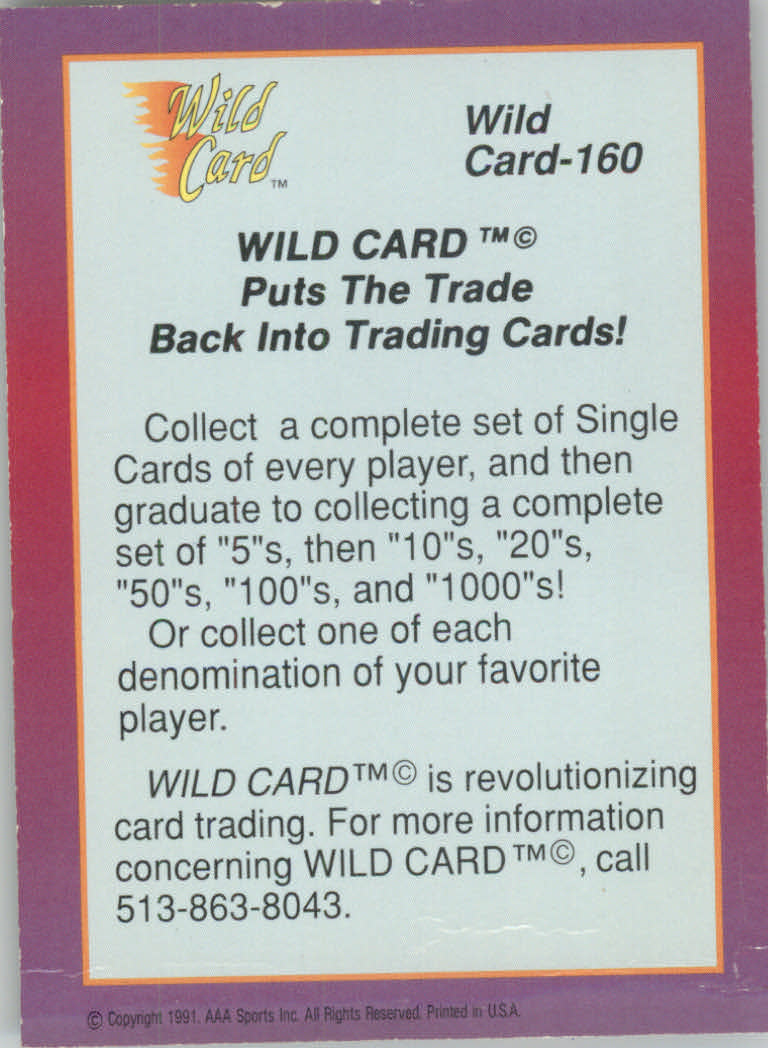 Wild
Card™
Wild
Card-160
WILD CARD ™©
Puts The Trade
Back Into Trading Cards!
Collect a complete set of Single
Cards of every player, and then
graduate to collecting a complete
set of "5"s, then "10"s, "20"s,
"50"s, "100"s, and "1000"s!
Or collect one of each
denomination of your favorite
player.
WILD CARD™© is revolutionizing
card trading. For more information
concerning WILD CARD™©, call
513-863-8043.
© Copyright 1991. AAA Sports Inc. All Rights Reserved. Printed in U.S.A.